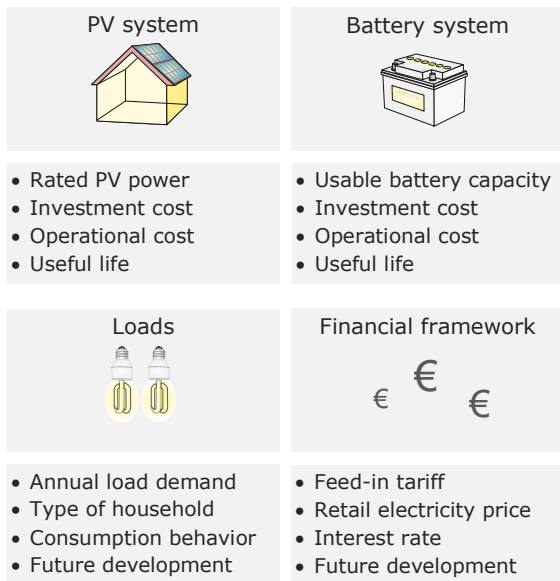 PV system
• Rated PV power
• Investment cost
• Operational cost
• Useful life
Battery system
• Usable battery capacity
• Investment cost
• Operational cost
• Useful life
Loads
• Annual load demand
• Type of household
• Consumption behavior
• Future development
Financial framework
€ € €
• Feed-in tariff
• Retail electricity price
• Interest rate
• Future development